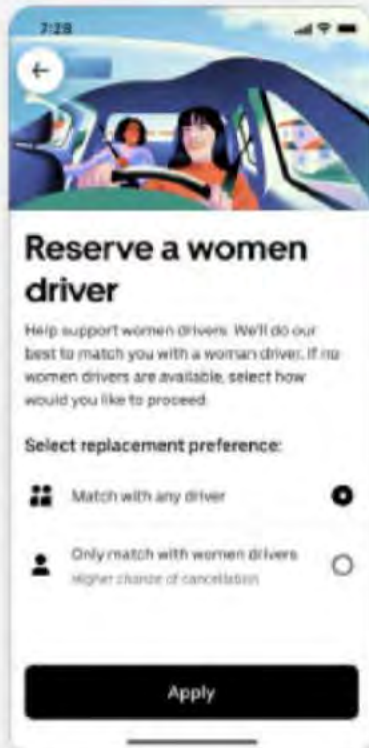 7:28
Reserve a women
driver
Help support women drivers. We'll do our
best to match you with a woman driver. If no
women drivers are available, select how
would you like to proceed.
Select replacement preference:
Match with any driver
Only match with women drivers
Higher chance of cancellation
Apply